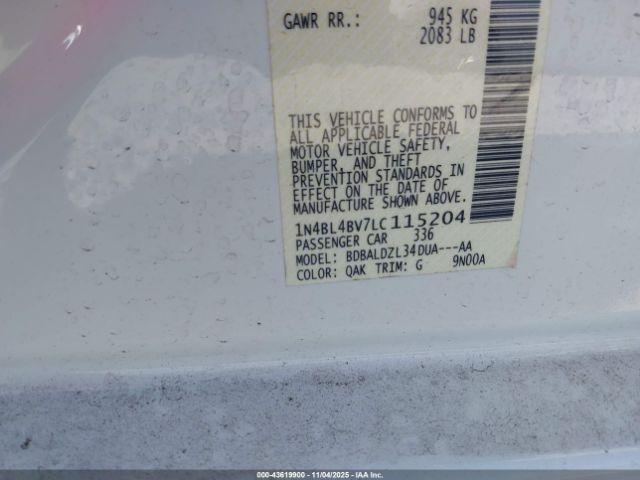 GAWR RR.: 945 KG
2083 LB
THIS VEHICLE CONFORMS TO
ALL APPLICABLE FEDERAL
MOTOR VEHICLE SAFETY,
BUMPER, AND THEFT
PREVENTION STANDARDS IN
EFFECT ON THE DATE OF
MANUFACTURE SHOWN ABOVE.
1N4BL4BV7LC115204
PASSENGER CAR 336
MODEL: BDBALDZL34DUA---AA
COLOR: QAK TRIM: G 9N00A
000-43619900 - 11/04/2025 - IAA Inc.